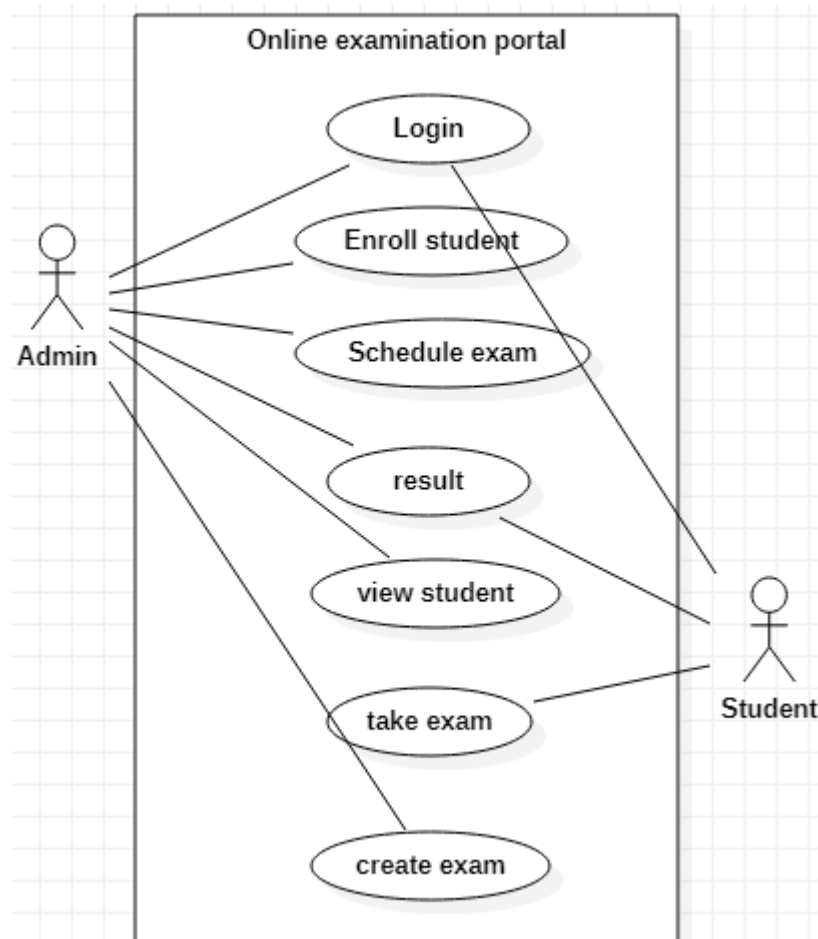 Online examination portal
Login
Enroll student
Schedule exam
Admin
result
view student
Student
take exam
create exam